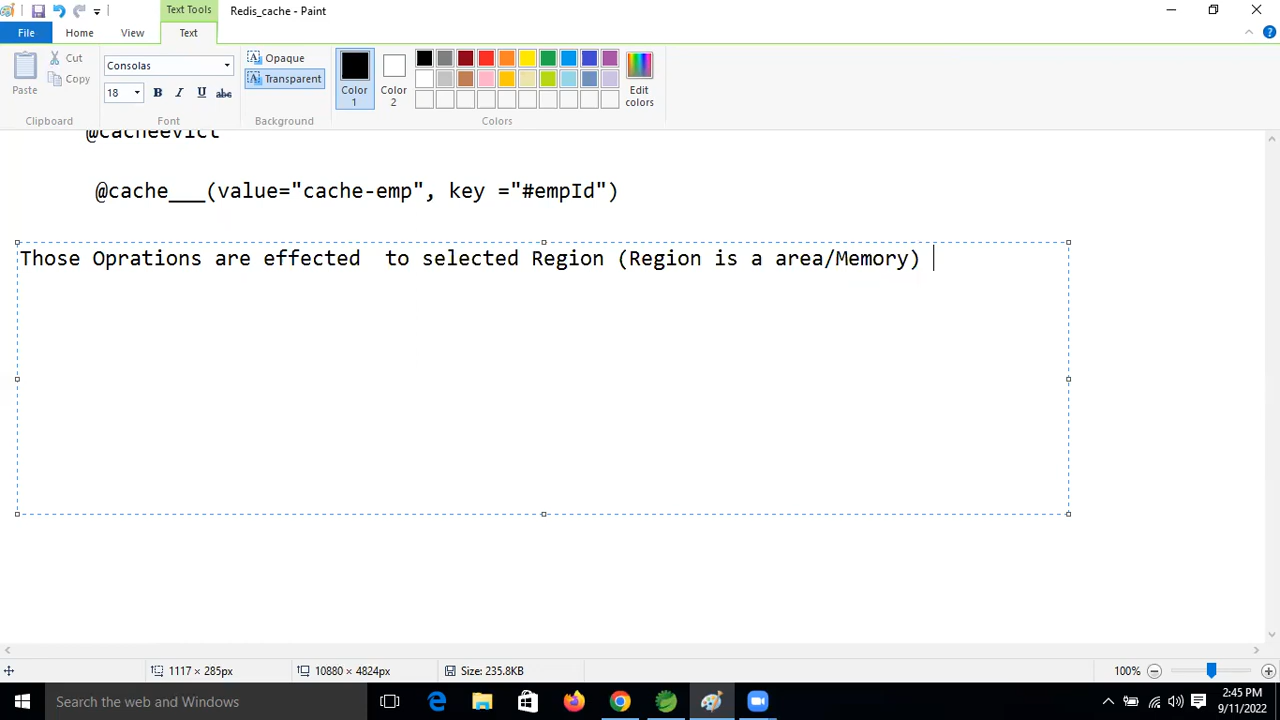 Text Tools
Redis_cache - Paint
File
Home
View
Text
Paste
Cut
Copy
Clipboard
Consolas
18
B
I
U
abc
Font
Opaque
Transparent
Background
Color
1
Color
2
Edit
colors
Colors
@cacheevict
@cache___(value="cache-emp", key ="#empId")
Those Oprations are effected  to selected Region (Region is a area/Memory)
1117 × 285px
10880 × 4824px
Size: 235.8KB
100%
Search the web and Windows
2:45 PM
9/11/2022